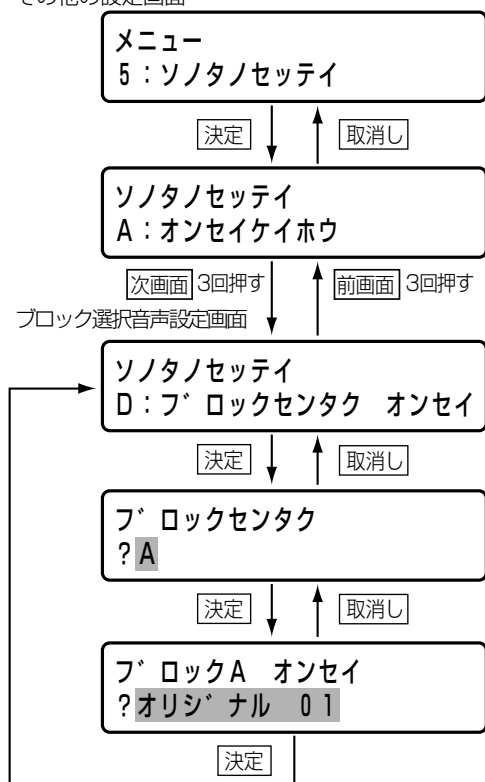 その他の設定画面
メニュー
5：ソノタノセッテイ
決定 取消し
ソノタノセッテイ
A：オンセイケイホウ
次画面 3回押す 前画面 3回押す
ブロック選択音声設定画面
ソノタノセッテイ
D：フ゛ロックセンタク オンセイ
決定 取消し
フ゛ロックセンタク
?A
決定 取消し
フ゛ロックA オンセイ
?オリシ゛ナル 01
決定